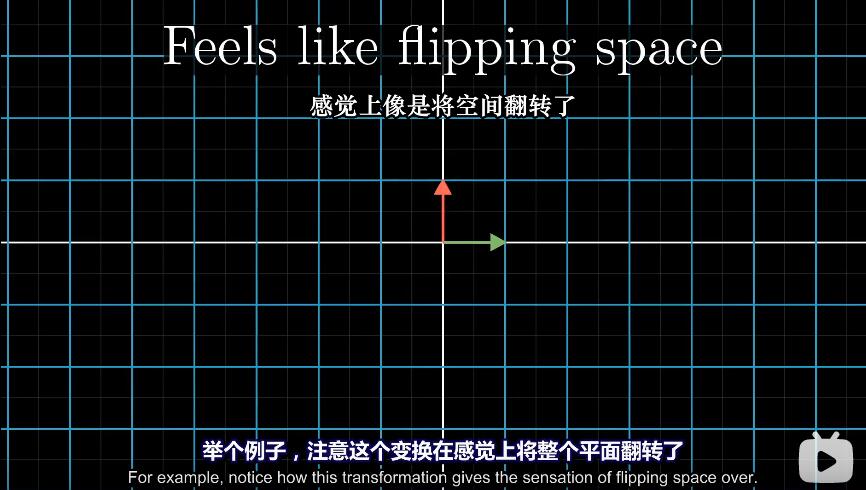 Feels like flipping space
感觉上像是将空间翻转了
举个例子，注意这个变换在感觉上将整个平面翻转了
For example, notice how this transformation gives the sensation of flipping space over.